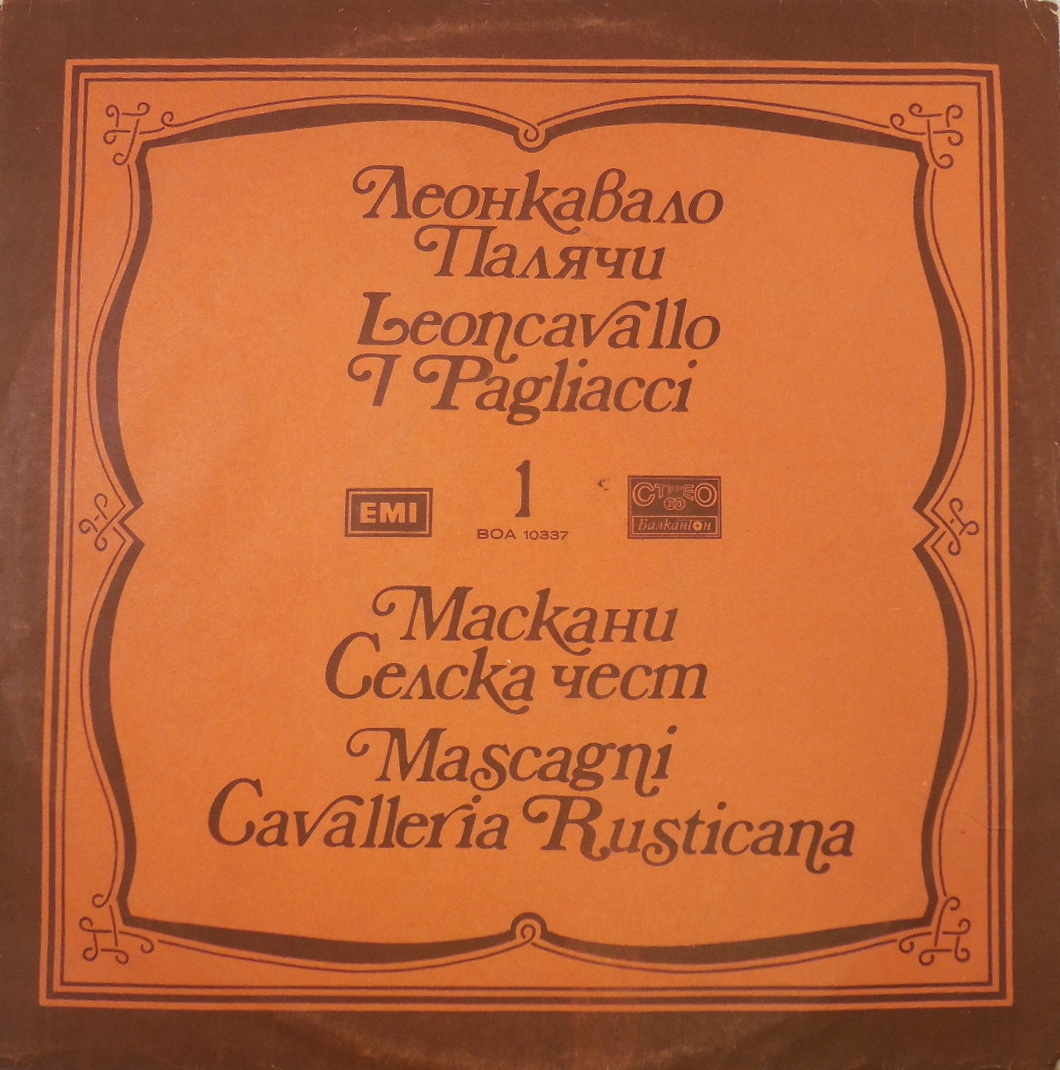 Леонкавало
Палячи
Leoncavallo
I Pagliacci
EMI
1
ВОА 10337
СТЕРЕО
Балкантон
Маскани
Селска чест
Mascagni
Cavalleria Rusticana